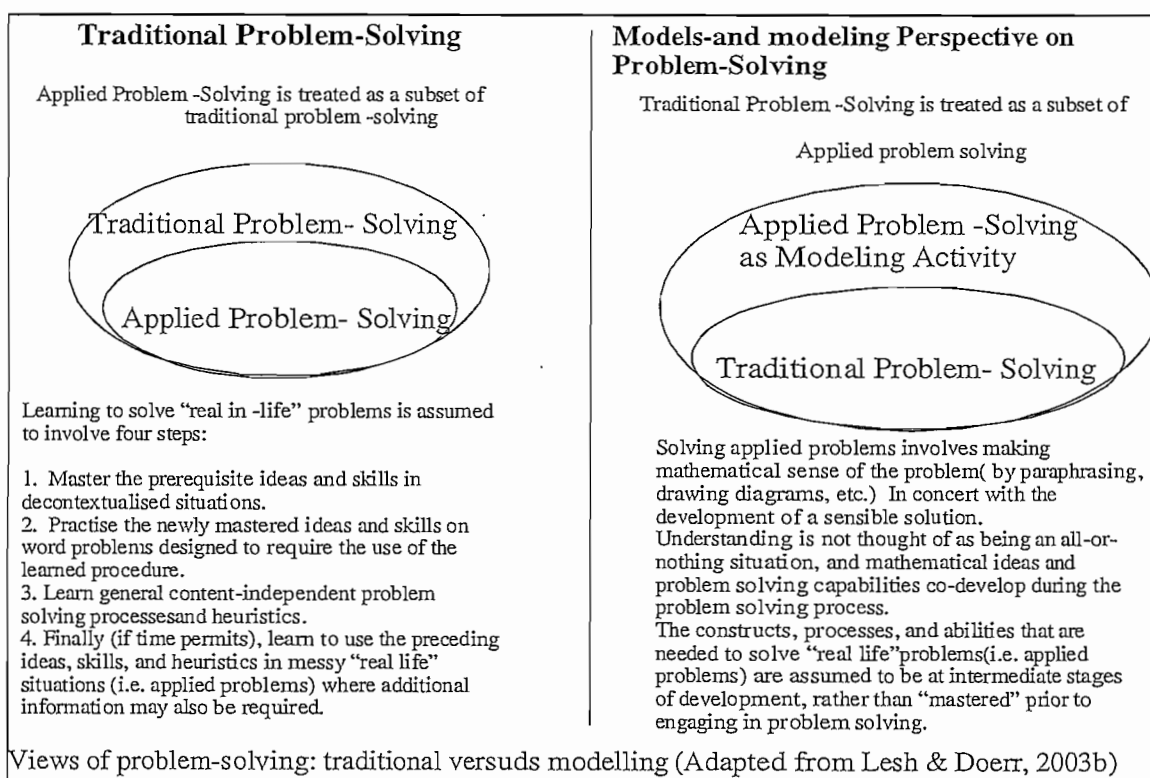 Traditional Problem-Solving
Applied Problem -Solving is treated as a subset of
traditional problem -solving
Traditional Problem- Solving
Applied Problem- Solving
Learning to solve “real in -life” problems is assumed
to involve four steps:
1. Master the prerequisite ideas and skills in
decontextualised situations.
2. Practise the newly mastered ideas and skills on
word problems designed to require the use of the
learned procedure.
3. Learn general content-independent problem
solving processesand heuristics.
4. Finally (if time permits), learn to use the preceding
ideas, skills, and heuristics in messy “real life”
situations (i.e. applied problems) where additional
information may also be required.
Models-and modeling Perspective on
Problem-Solving
Traditional Problem -Solving is treated as a subset of
Applied problem solving
Applied Problem -Solving
as Modeling Activity
Traditional Problem- Solving
Solving applied problems involves making
mathematical sense of the problem( by paraphrasing,
drawing diagrams, etc.) In concert with the
development of a sensible solution.
Understanding is not thought of as being an all-or-
nothing situation, and mathematical ideas and
problem solving capabilities co-develop during the
problem solving process.
The constructs, processes, and abilities that are
needed to solve “real life”problems(i.e. applied
problems) are assumed to be at intermediate stages
of development, rather than “mastered” prior to
engaging in problem solving.
Views of problem-solving: traditional versuds modelling (Adapted from Lesh & Doerr, 2003b)